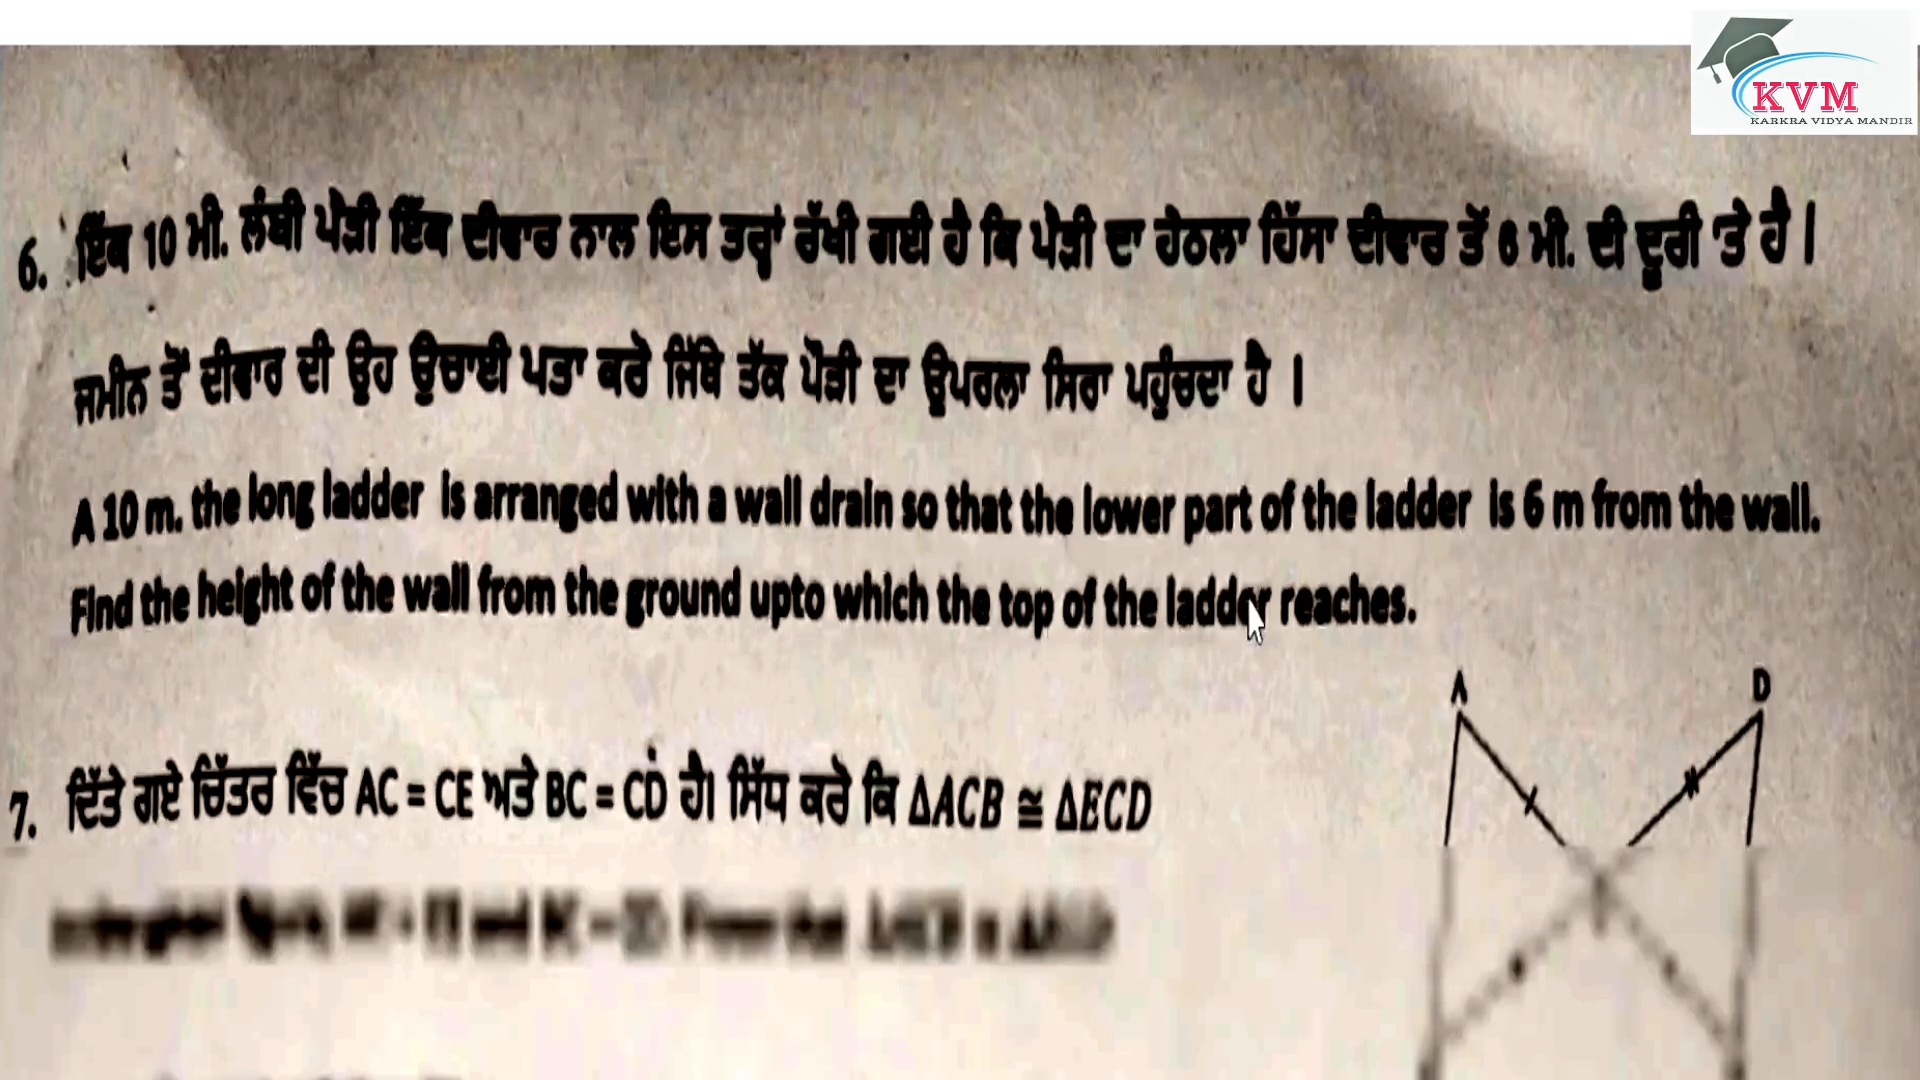 KVM
KARKRA VIDYA MANDIR
6. ਇੱਕ 10 ਮੀ. ਲੰਬੀ ਪੌੜੀ ਇੱਕ ਦੀਵਾਰ ਨਾਲ ਇਸ ਤਰ੍ਹਾਂ ਰੱਖੀ ਗਈ ਹੈ ਕਿ ਪੌੜੀ ਦਾ ਹੇਠਲਾ ਹਿੱਸਾ ਦੀਵਾਰ ਤੋਂ 6 ਮੀ. ਦੀ ਦੂਰੀ 'ਤੇ ਹੈ ।
ਜਮੀਨ ਤੋਂ ਦੀਵਾਰ ਦੀ ਉਹ ਉਚਾਈ ਪਤਾ ਕਰੋ ਜਿੱਥੇ ਤੱਕ ਪੌੜੀ ਦਾ ਉਪਰਲਾ ਸਿਰਾ ਪਹੁੰਚਦਾ ਹੈ ।
A 10 m. the long ladder is arranged with a wall drain so that the lower part of the ladder is 6 m from the wall.
Find the height of the wall from the ground upto which the top of the ladder reaches.
A D
7. ਦਿੱਤੇ ਗਏ ਚਿੱਤਰ ਵਿੱਚ AC = CE ਅਤੇ BC = CD ਹੈ। ਸਿੱਧ ਕਰੋ ਕਿ ΔACB ≅ ΔECD